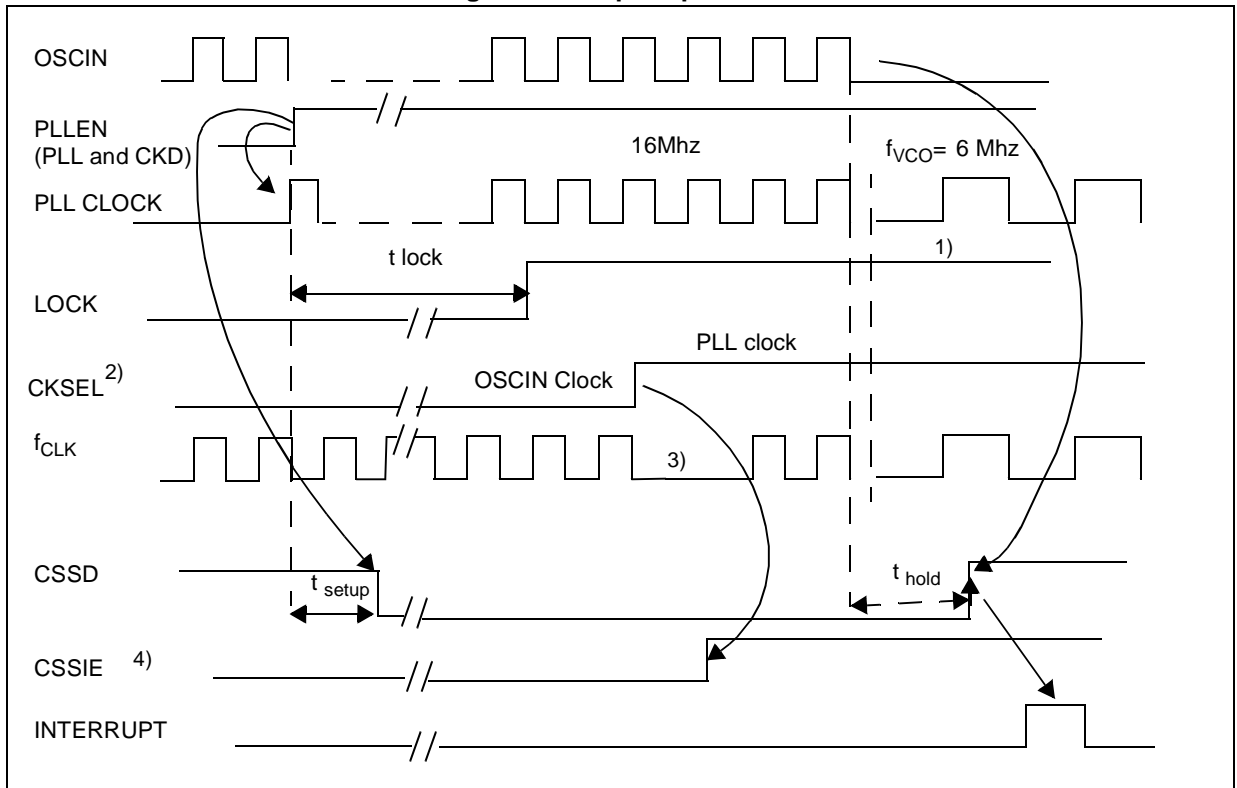 OSCIN
PLLEN
(PLL and CKD)
16Mhz
fVCO= 6 Mhz
PLL CLOCK
t lock
1)
LOCK
PLL clock
CKSEL2)
OSCIN Clock
fCLK
3)
CSSD
t setup
t hold
CSSIE 4)
INTERRUPT